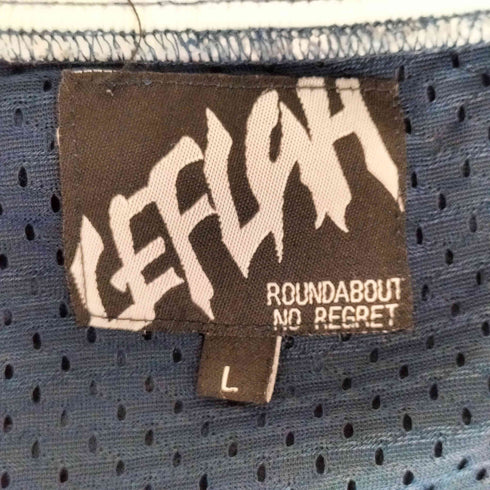 LEFLAH
ROUNDABOUT
NO REGRET
L